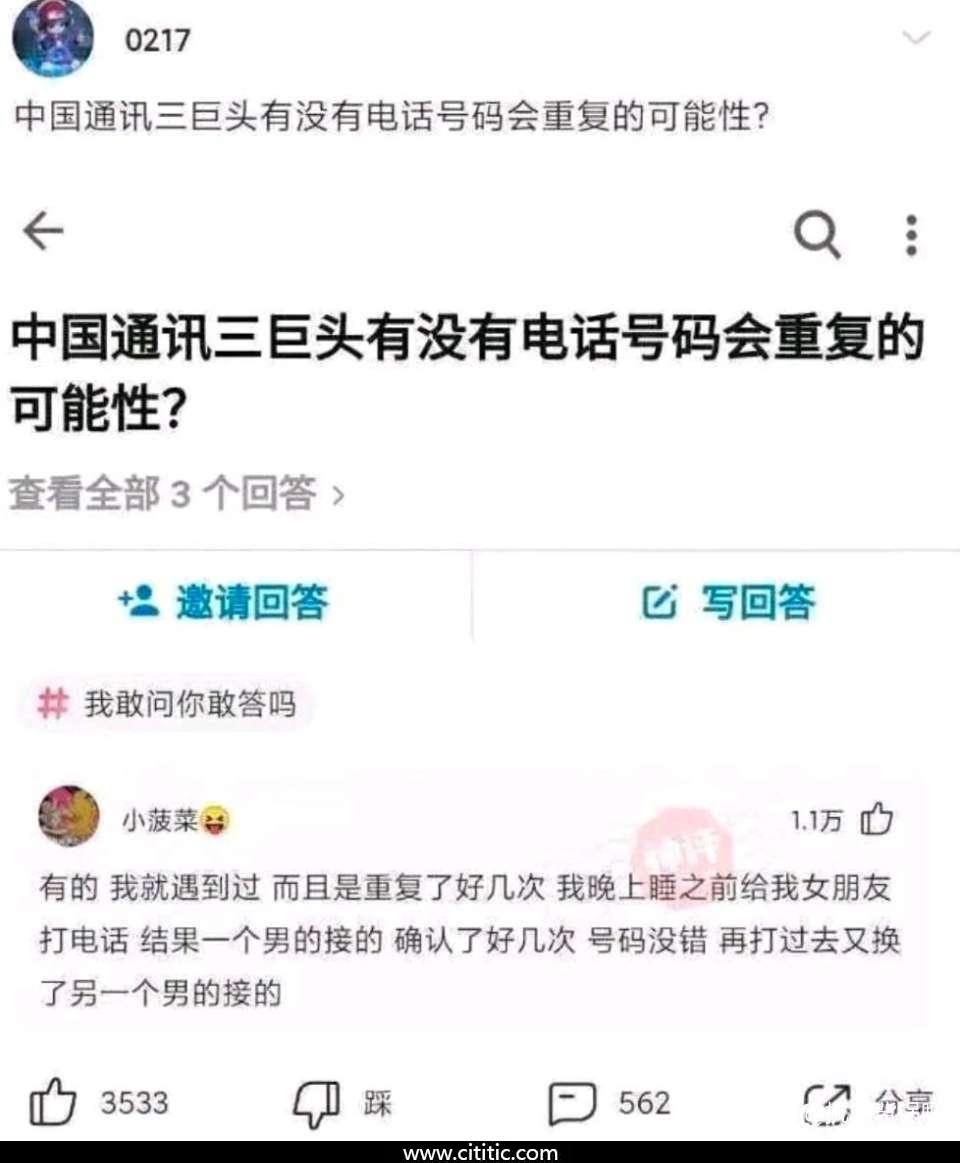 0217
中国通讯三巨头有没有电话号码会重复的可能性？
中国通讯三巨头有没有电话号码会重复的
可能性？
查看全部 3 个回答 >
邀请回答
写回答
# 我敢问你敢答吗
小菠菜😝
1.1万
神评
有的 我就遇到过 而且是重复了好几次 我晚上睡之前给我女朋友
打电话 结果一个男的接的 确认了好几次 号码没错 再打过去又换
了另一个男的接的
3533
踩
562
分享
www.cititic.com